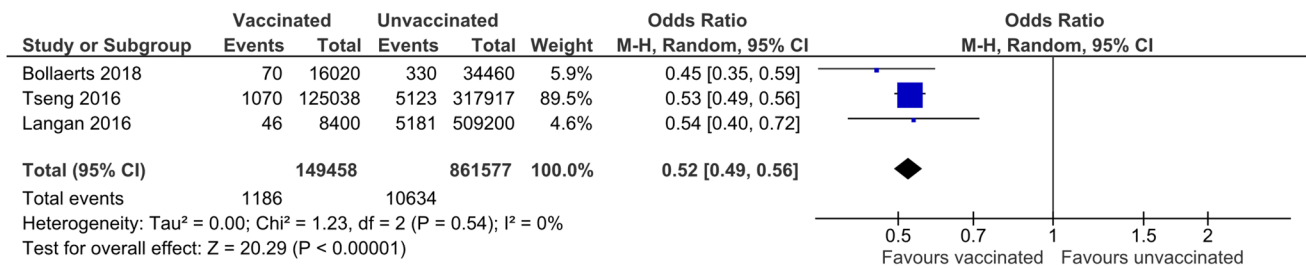 Vaccinated Unvaccinated Odds Ratio Odds Ratio
Study or Subgroup Events Total Events Total Weight M-H, Random, 95% CI M-H, Random, 95% CI
Bollaerts 2018 70 16020 330 34460 5.9% 0.45 [0.35, 0.59]
Tseng 2016 1070 125038 5123 317917 89.5% 0.53 [0.49, 0.56]
Langan 2016 46 8400 5181 509200 4.6% 0.54 [0.40, 0.72]
Total (95% CI) 149458 861577 100.0% 0.52 [0.49, 0.56]
Total events 1186 10634
Heterogeneity: Tau² = 0.00; Chi² = 1.23, df = 2 (P = 0.54); I² = 0%
Test for overall effect: Z = 20.29 (P < 0.00001)
0.5 0.7 1 1.5 2
Favours vaccinated Favours unvaccinated